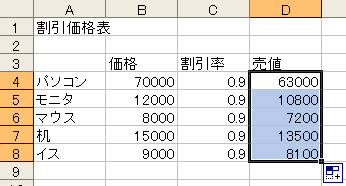 A B C D
1 割引価格表
2
3 価格 割引率 売値
4 パソコン 70000 0.9 63000
5 モニタ 12000 0.9 10800
6 マウス 8000 0.9 7200
7 机 15000 0.9 13500
8 イス 9000 0.9 8100
9